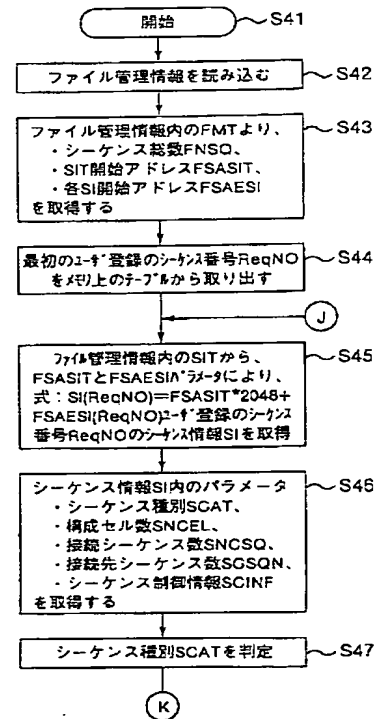 開始
S41
ファイル管理情報を読み込む
S42
ファイル管理情報内のFMTより、
・シーケンス総数FNSQ、
・SIT開始アドレスFSASIT、
・各SI開始アドレスFSAESI
を取得する
S43
最初のユーザ登録のシーケンス番号ReqNO
をメモリ上のテーブルから取り出す
S44
J
ファイル管理情報内のSITから、
FSASITとFSAESIパラメータにより、
式：SI(ReqNO)=FSASIT*2048+
FSAESI(ReqNO)ユーザ登録のシーケンス
番号ReqNOのシーケンス情報SIを取得
S45
シーケンス情報SI内のパラメータ
・シーケンス種別SCAT、
・構成セル数SNCEL、
・接続シーケンス数SNCSQ、
・接続先シーケンス数SCSQN、
・シーケンス制御情報SCINF
を取得する
S46
シーケンス種別SCATを判定
S47
K